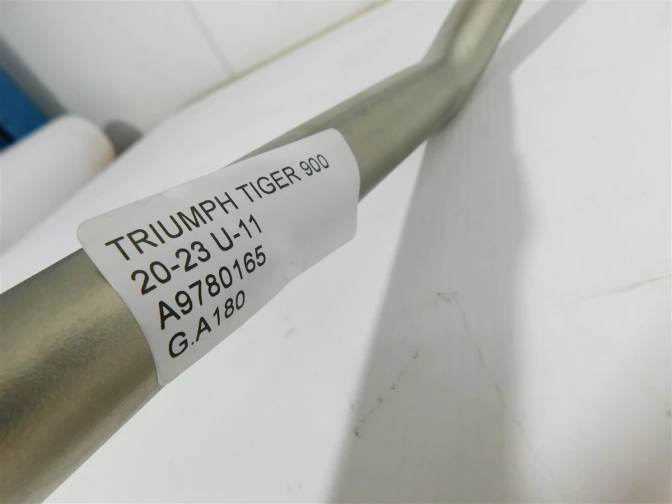 TRIUMPH TIGER 900
20-23 U-11
A9780165
G.A180